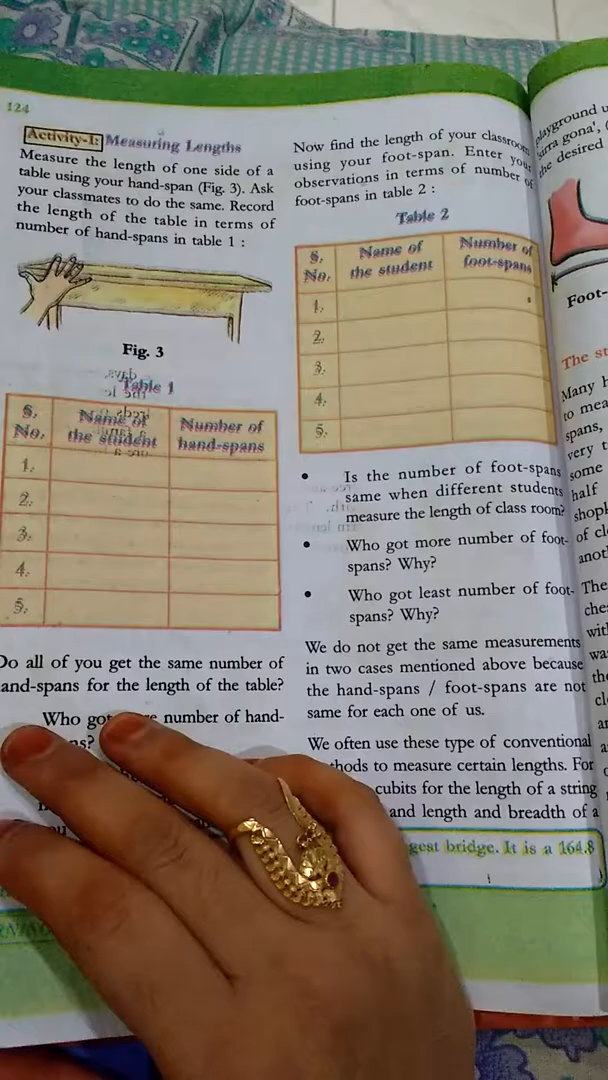 124
Activity-1: Measuring Lengths
Measure the length of one side of a
table using your hand-span (Fig. 3). Ask
your classmates to do the same. Record
the length of the table in terms of
number of hand-spans in table 1 :
Fig. 3
Table 1
S. No.
Name of the student
Number of hand-spans
1.
2.
3.
4.
5.
Do all of you get the same number of
and-spans for the length of the table?
Who got number of hand-
Now find the length of your classroom
using your foot-span. Enter your
observations in terms of number of
foot-spans in table 2 :
Table 2
S. No.
Name of the student
Number of foot-spans
1.
2.
3.
4.
5.
• Is the number of foot-spans
same when different students
measure the length of class room?
• Who got more number of foot-
spans? Why?
• Who got least number of foot-
spans? Why?
We do not get the same measurements
in two cases mentioned above because
the hand-spans / foot-spans are not
same for each one of us.
We often use these type of conventional
thods to measure certain lengths. For
cubits for the length of a string
and length and breadth of a
gest bridge. It is a 164.8
playground
gona',
the desired
Foot-
The st
Many
to mea
spans,
very
some
half
of cl